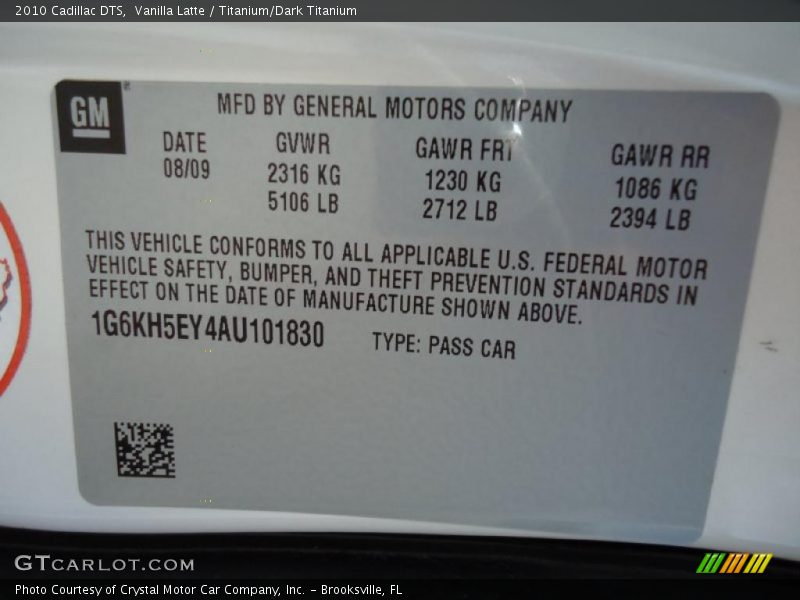 2010 Cadillac DTS, Vanilla Latte / Titanium/Dark Titanium
GM
MFD BY GENERAL MOTORS COMPANY
DATE GVWR GAWR FRT GAWR RR
08/09 2316 KG 1230 KG 1086 KG
5106 LB 2712 LB 2394 LB
THIS VEHICLE CONFORMS TO ALL APPLICABLE U.S. FEDERAL MOTOR
VEHICLE SAFETY, BUMPER, AND THEFT PREVENTION STANDARDS IN
EFFECT ON THE DATE OF MANUFACTURE SHOWN ABOVE.
1G6KH5EY4AU101830 TYPE: PASS CAR
GTCARLOT.COM
Photo Courtesy of Crystal Motor Car Company, Inc. - Brooksville, FL